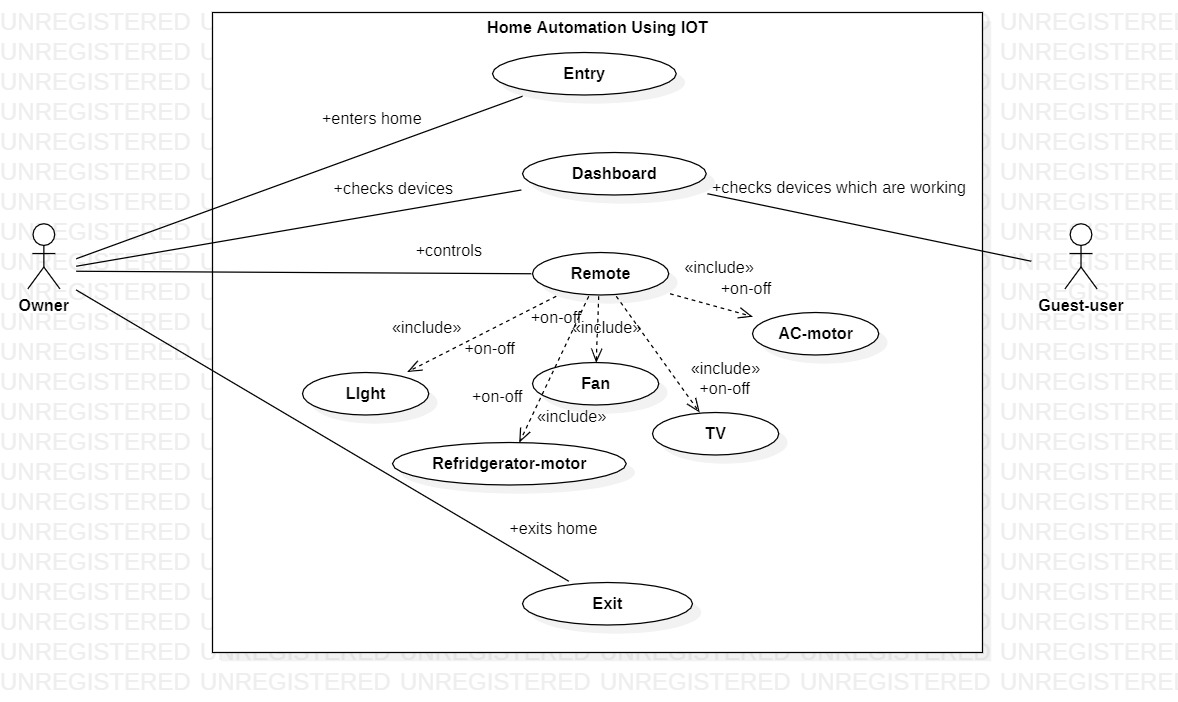 Home Automation Using IOT
Entry
+enters home
Dashboard
+checks devices
+checks devices which are working
+controls
Remote
«include»
+on-off
Owner
Guest-user
+on-off
«include»
«include»
AC-motor
+on-off
«include»
+on-off
LIght
Fan
+on-off
«include»
TV
Refridgerator-motor
+exits home
Exit
UNREGISTERED